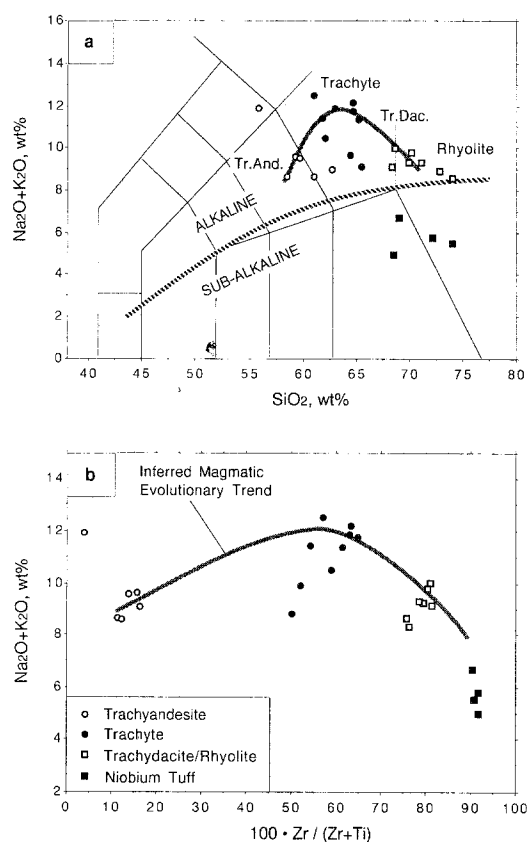 a
16
14
12
10
8
6
4
2
0
Na2O+K2O, wt%
Trachyte
Tr.Dac.
Rhyolite
Tr.And.
ALKALINE
SUB-ALKALINE
40 45 50 55 60 65 70 75 80
SiO2, wt%
b
Inferred Magmatic
Evolutionary Trend
14
12
10
8
6
4
2
Na2O+K2O, wt%
Trachyandesite
Trachyte
Trachydacite/Rhyolite
Niobium Tuff
0 10 20 30 40 50 60 70 80 90 100
100 • Zr / (Zr+Ti)